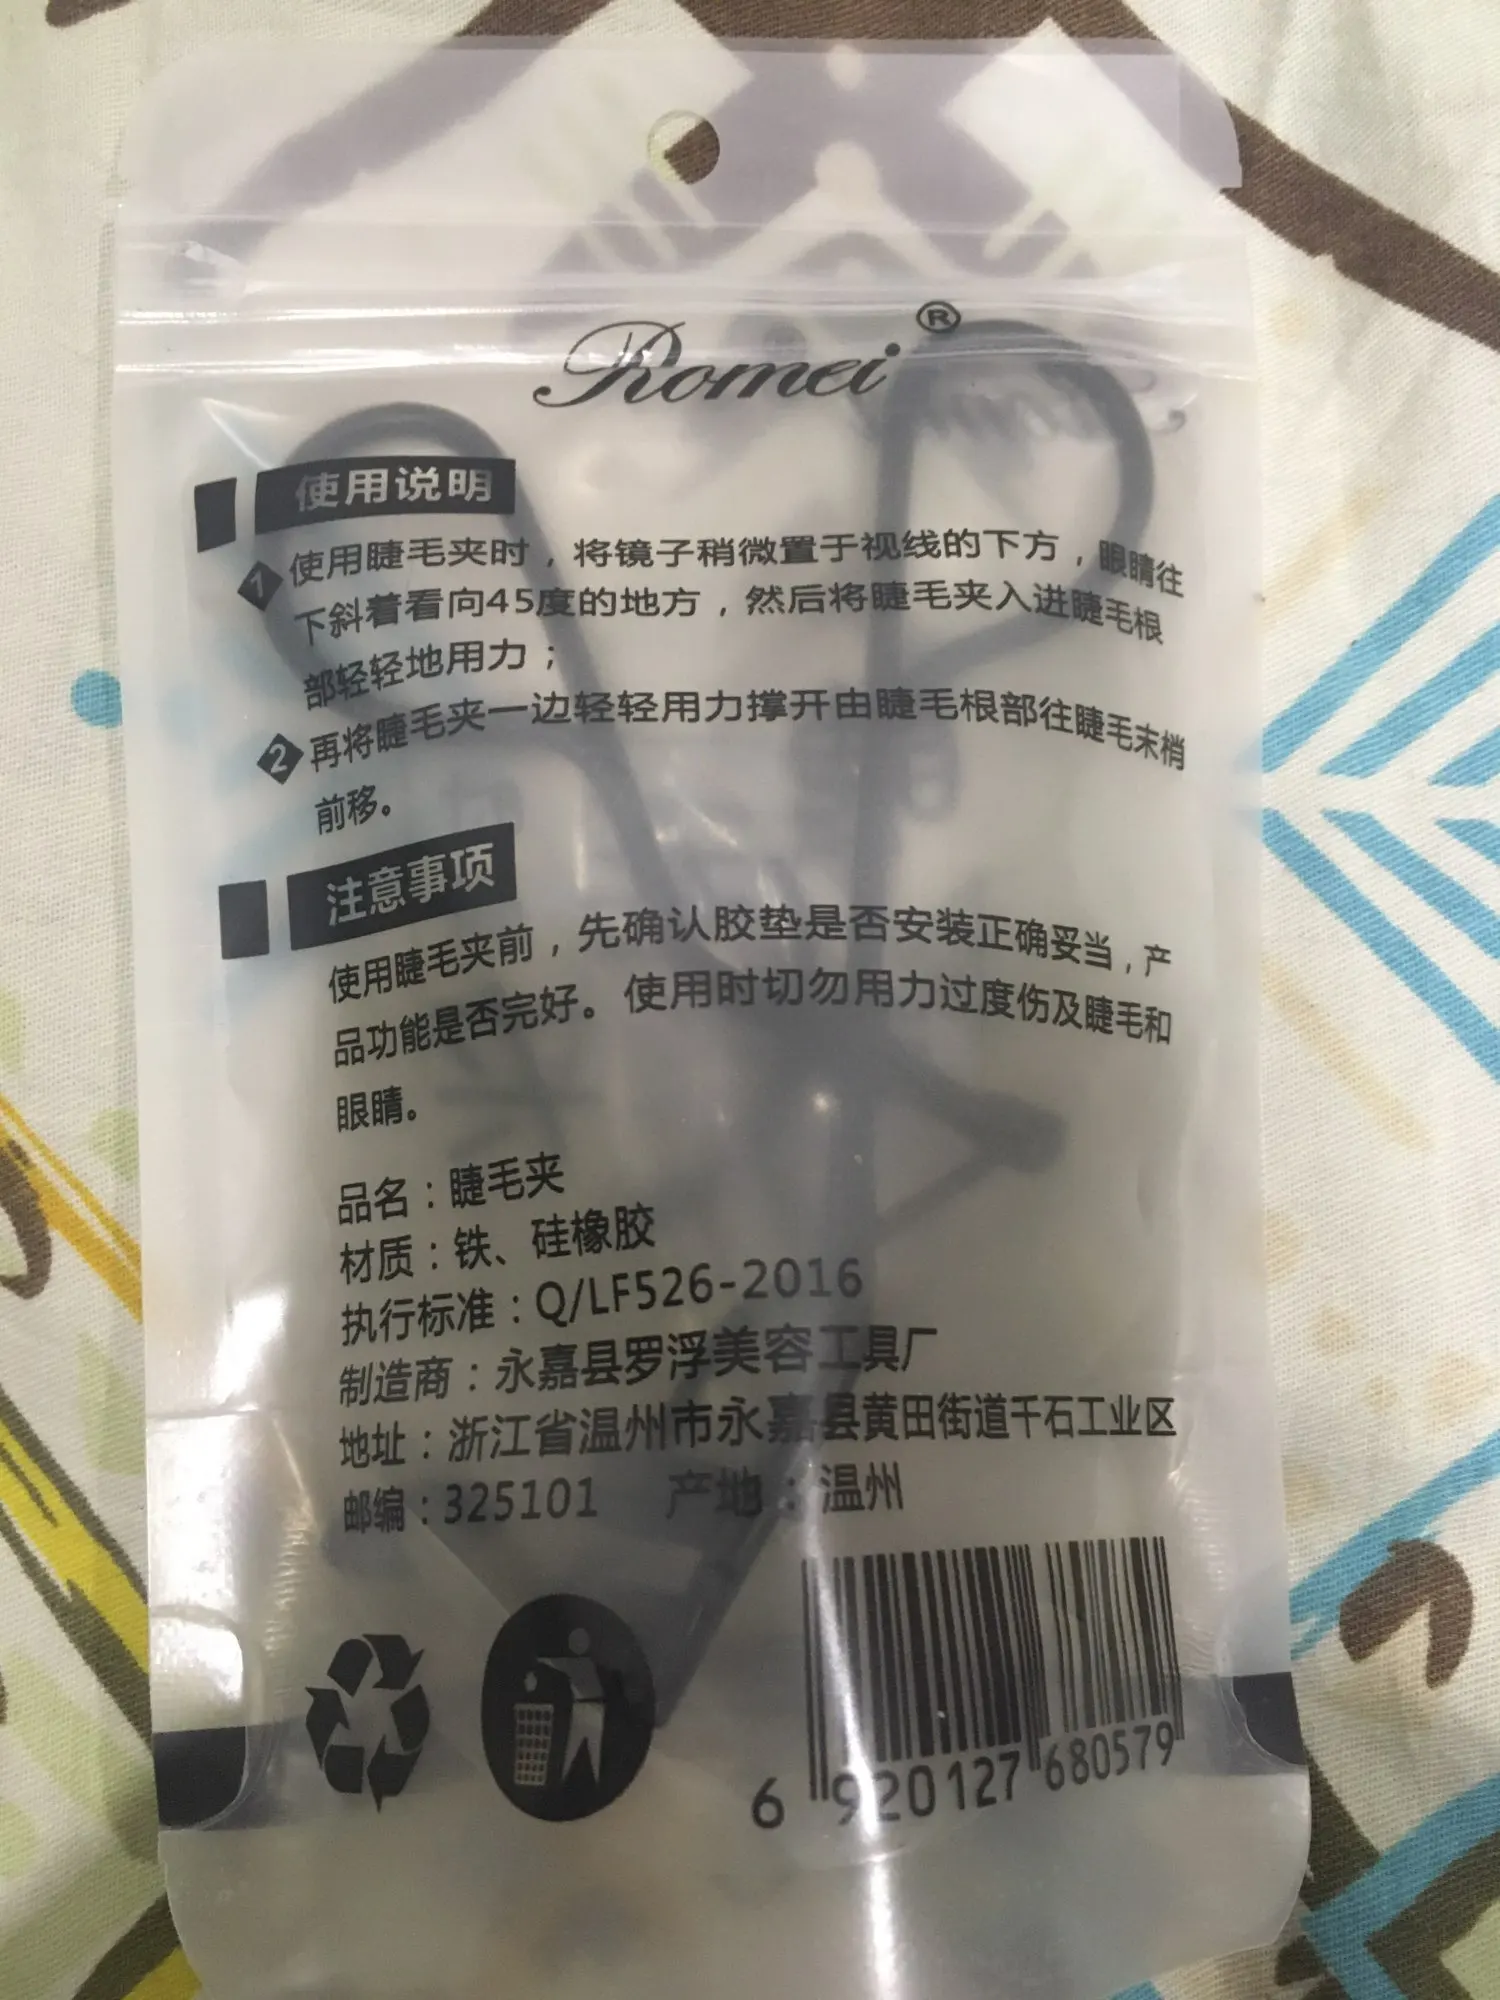 Romei®
使用说明
1 使用睫毛夹时，将镜子稍微置于视线的下方，眼睛往
下斜着看向45度的地方，然后将睫毛夹入进睫毛根
部轻轻地用力；
2 再将睫毛夹一边轻轻用力撑开由睫毛根部往睫毛末梢
前移。
注意事项
使用睫毛夹前，先确认胶垫是否安装正确妥当，产
品功能是否完好。使用时切勿用力过度伤及睫毛和
眼睛。
品名：睫毛夹
材质：铁、硅橡胶
执行标准：Q/LF526-2016
制造商：永嘉县罗浮美容工具厂
地址：浙江省温州市永嘉县黄田街道千石工业区
邮编：325101 产地：温州
6 920127 680579